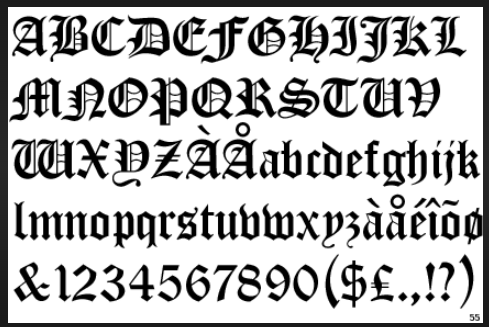 ABCDEFGHIJKL
MNOPQRSTUV
WXYZÀÅabcdefghijk
lmnopqrstuvwxyzàåéîõø
&1234567890($£.,!?)
55